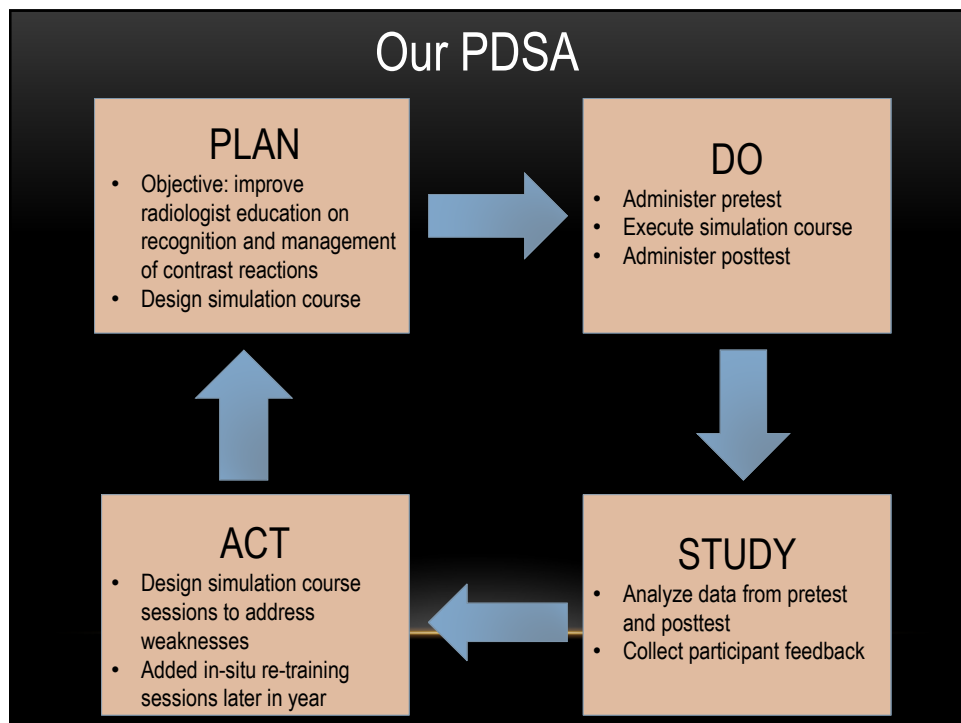 Our PDSA
PLAN
• Objective: improve
radiologist education on
recognition and management
of contrast reactions
• Design simulation course
DO
• Administer pretest
• Execute simulation course
• Administer posttest
STUDY
• Analyze data from pretest
and posttest
• Collect participant feedback
ACT
• Design simulation course
sessions to address
weaknesses
• Added in-situ re-training
sessions later in year